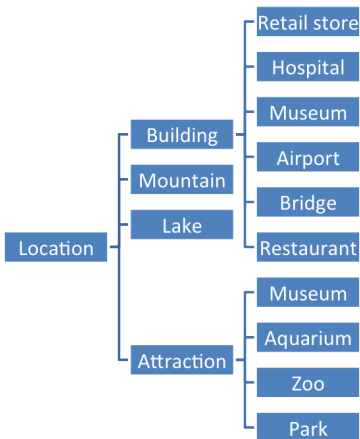 Location
Building
Retail store
Hospital
Museum
Airport
Bridge
Restaurant
Mountain
Lake
Attraction
Museum
Aquarium
Zoo
Park